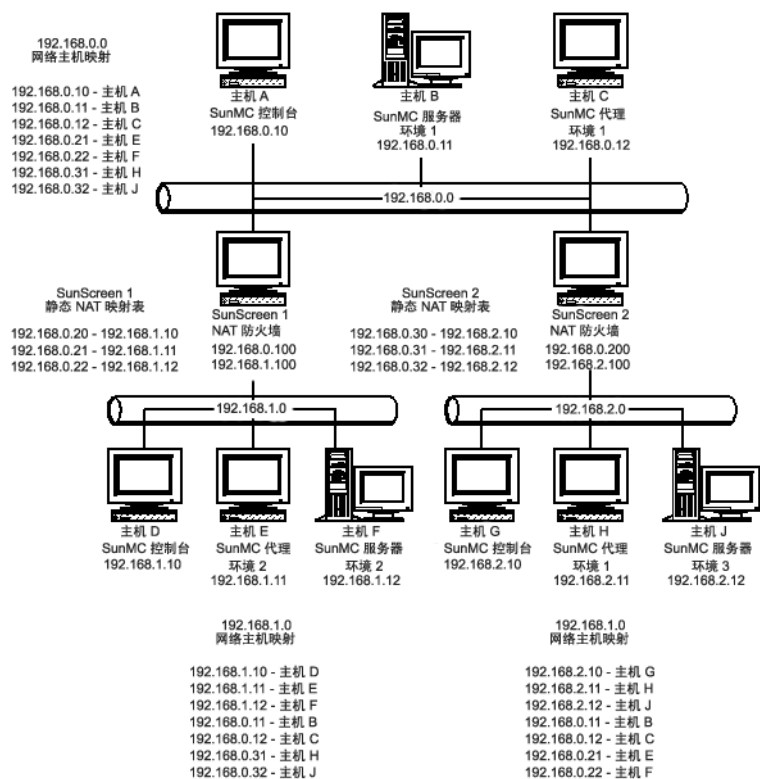 192.168.0.0
网络主机映射
192.168.0.10 - 主机 A
192.168.0.11 - 主机 B
192.168.0.12 - 主机 C
192.168.0.21 - 主机 E
192.168.0.22 - 主机 F
192.168.0.31 - 主机 H
192.168.0.32 - 主机 J
主机 A
SunMC 控制台
192.168.0.10
主机 B
SunMC 服务器
环境 1
192.168.0.11
主机 C
SunMC 代理
环境 1
192.168.0.12
192.168.0.0
SunScreen 1
静态 NAT 映射表
192.168.0.20 - 192.168.1.10
192.168.0.21 - 192.168.1.11
192.168.0.22 - 192.168.1.12
SunScreen 1
NAT 防火墙
192.168.0.100
192.168.1.100
SunScreen 2
静态 NAT 映射表
192.168.0.30 - 192.168.2.10
192.168.0.31 - 192.168.2.11
192.168.0.32 - 192.168.2.12
SunScreen 2
NAT 防火墙
192.168.0.200
192.168.2.100
192.168.1.0
192.168.2.0
主机 D
SunMC 控制台
192.168.1.10
主机 E
SunMC 代理
环境 2
192.168.1.11
主机 F
SunMC 服务器
环境 2
192.168.1.12
主机 G
SunMC 控制台
192.168.2.10
主机 H
SunMC 代理
环境 1
192.168.2.11
主机 J
SunMC 服务器
环境 3
192.168.2.12
192.168.1.0
网络主机映射
192.168.1.10 - 主机 D
192.168.1.11 - 主机 E
192.168.1.12 - 主机 F
192.168.0.11 - 主机 B
192.168.0.12 - 主机 C
192.168.0.31 - 主机 H
192.168.0.32 - 主机 J
192.168.1.0
网络主机映射
192.168.2.10 - 主机 G
192.168.2.11 - 主机 H
192.168.2.12 - 主机 J
192.168.0.11 - 主机 B
192.168.0.12 - 主机 C
192.168.0.21 - 主机 E
192.168.0.22 - 主机 F